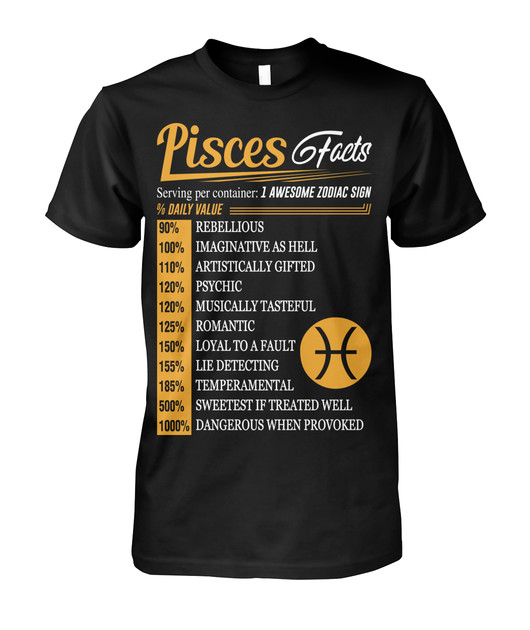 Pisces Facts
Serving per container: 1 AWESOME ZODIAC SIGN
% DAILY VALUE
90% REBELLIOUS
100% IMAGINATIVE AS HELL
110% ARTISTICALLY GIFTED
120% PSYCHIC
120% MUSICALLY TASTEFUL
125% ROMANTIC
150% LOYAL TO A FAULT
155% LIE DETECTING
185% TEMPERAMENTAL
500% SWEETEST IF TREATED WELL
1000% DANGEROUS WHEN PROVOKED